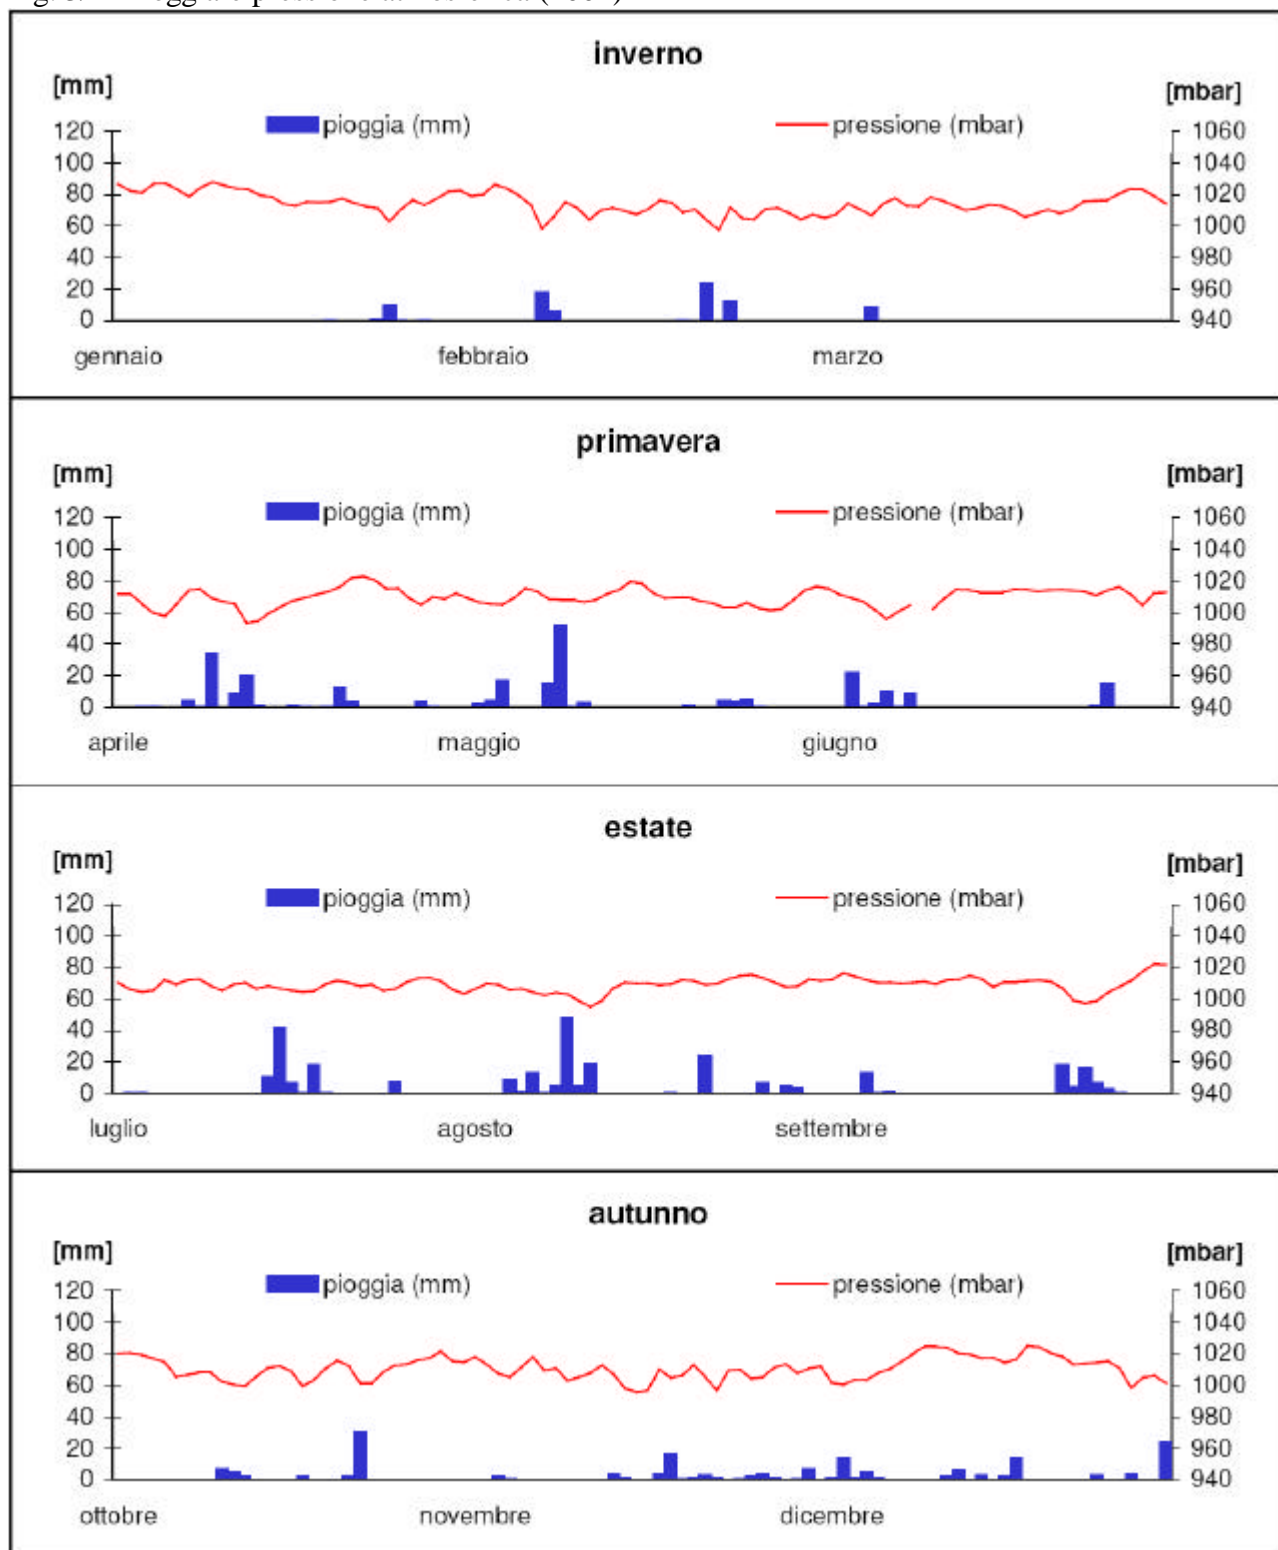 inverno
[mm] [mbar]
pioggia (mm) pressione (mbar)
120 1060
100 1040
80 1020
60 1000
40 980
20 960
0 940
gennaio febbraio marzo
primavera
[mm] [mbar]
pioggia (mm) pressione (mbar)
120 1060
100 1040
80 1020
60 1000
40 980
20 960
0 940
aprile maggio giugno
estate
[mm] [mbar]
pioggia (mm) pressione (mbar)
120 1060
100 1040
80 1020
60 1000
40 980
20 960
0 940
luglio agosto settembre
autunno
[mm] [mbar]
pioggia (mm) pressione (mbar)
120 1060
100 1040
80 1020
60 1000
40 980
20 960
0 940
ottobre novembre dicembre